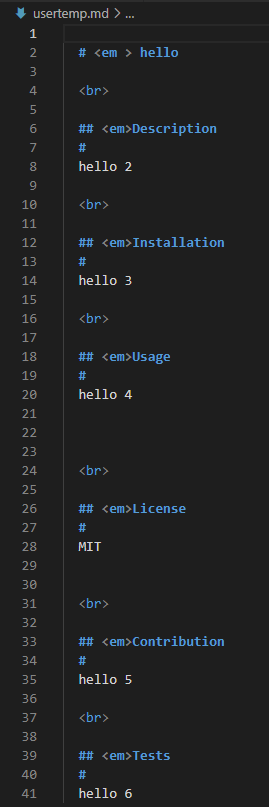 usertemp.md > ...
1
2 # <em > hello
3
4 <br>
5
6 ## <em>Description
7 #
8 hello 2
9
10 <br>
11
12 ## <em>Installation
13 #
14 hello 3
15
16 <br>
17
18 ## <em>Usage
19 #
20 hello 4
21
22
23
24 <br>
25
26 ## <em>License
27 #
28 MIT
29
30
31 <br>
32
33 ## <em>Contribution
34 #
35 hello 5
36
37 <br>
38
39 ## <em>Tests
40 #
41 hello 6